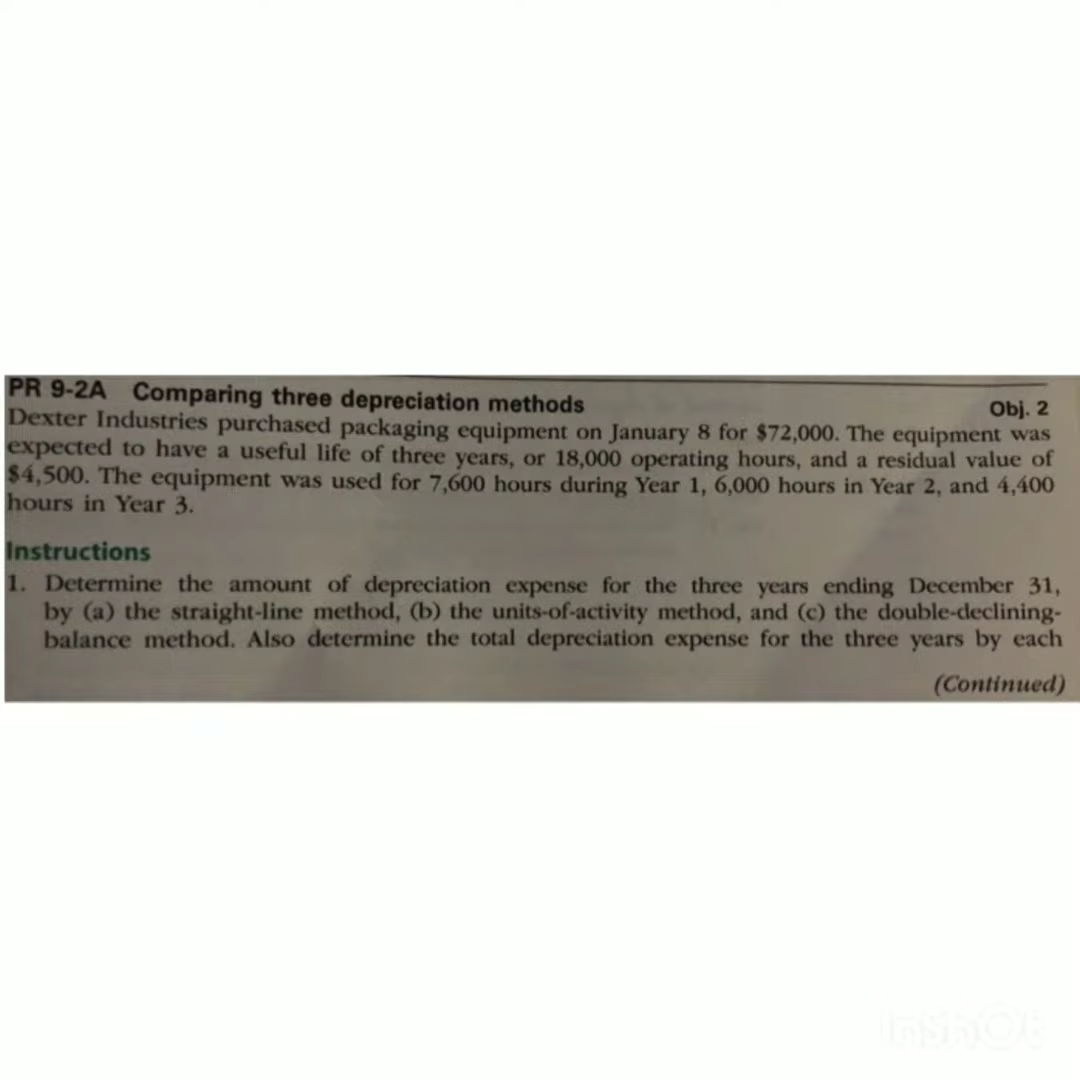 PR 9-2A Comparing three depreciation methods Obj. 2
Dexter Industries purchased packaging equipment on January 8 for $72,000. The equipment was
expected to have a useful life of three years, or 18,000 operating hours, and a residual value of
$4,500. The equipment was used for 7,600 hours during Year 1, 6,000 hours in Year 2, and 4,400
hours in Year 3.
Instructions
1. Determine the amount of depreciation expense for the three years ending December 31,
by (a) the straight-line method, (b) the units-of-activity method, and (c) the double-declining-
balance method. Also determine the total depreciation expense for the three years by each
(Continued)
InShOt